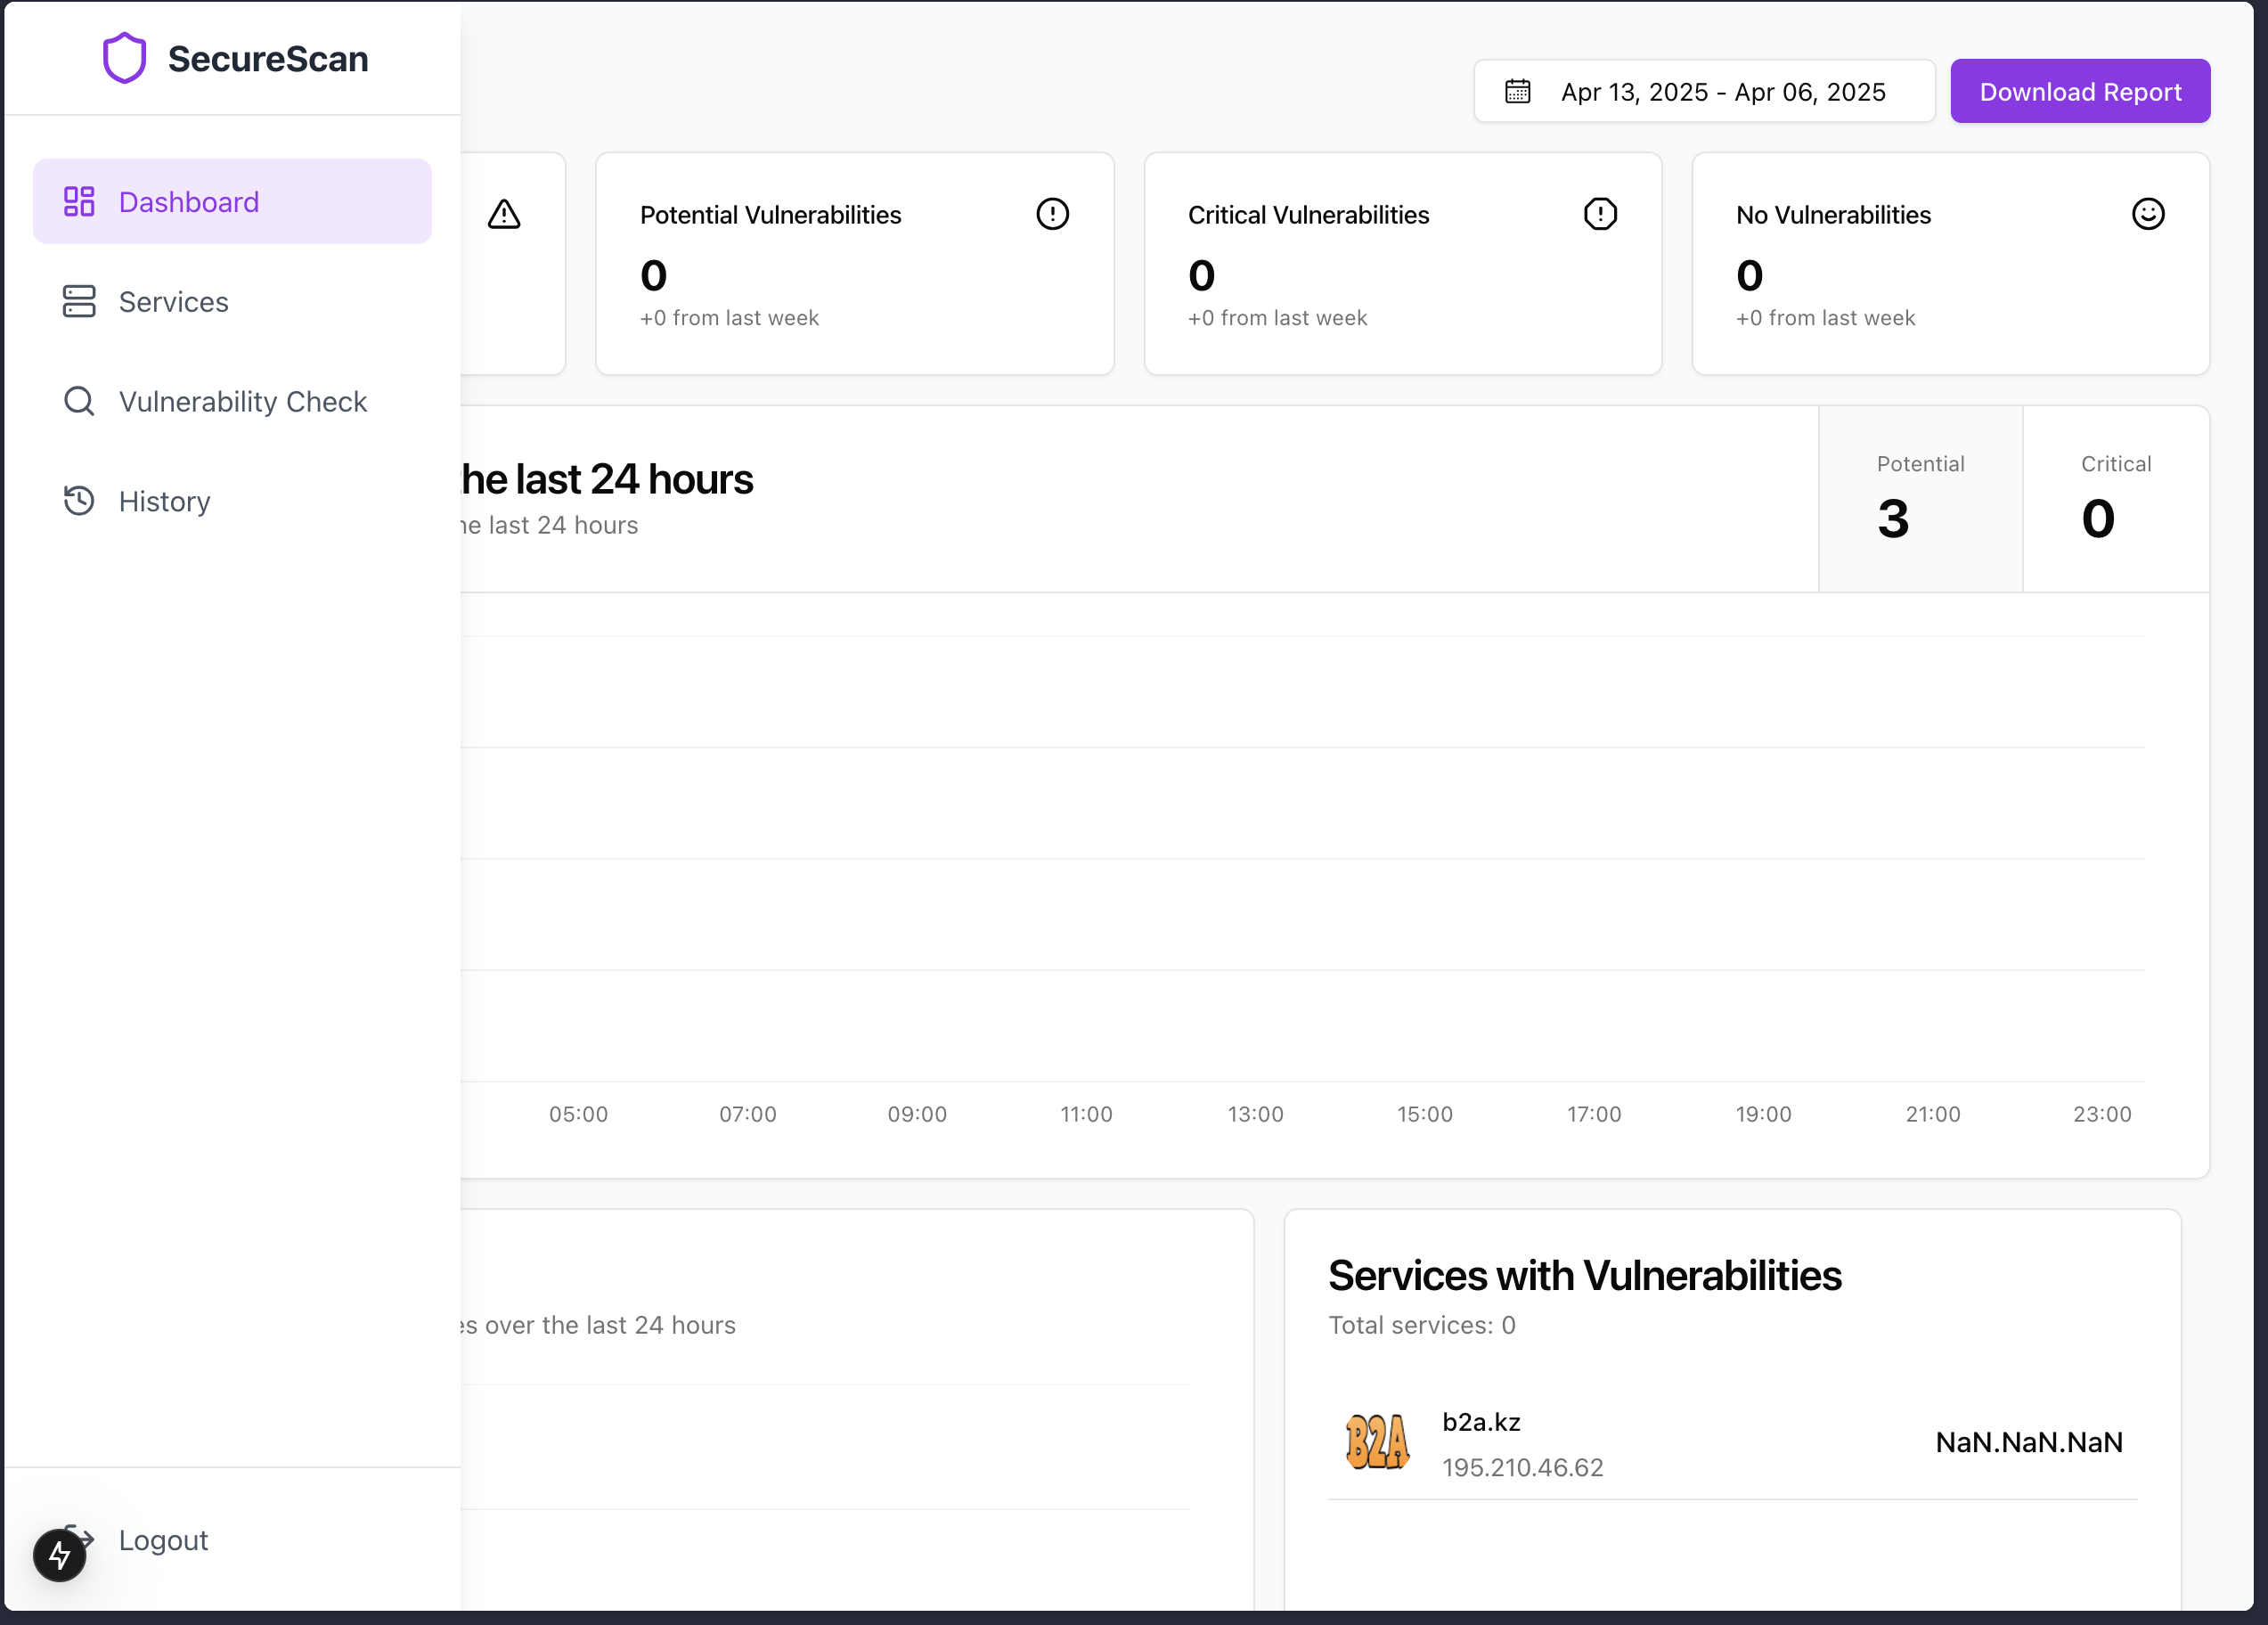 SecureScan
Dashboard
Services
Vulnerability Check
History
Logout
Apr 13, 2025 - Apr 06, 2025
Download Report
Potential Vulnerabilities
0
+0 from last week
Critical Vulnerabilities
0
+0 from last week
No Vulnerabilities
0
+0 from last week
the last 24 hours
he last 24 hours
Potential
3
Critical
0
05:00 07:00 09:00 11:00 13:00 15:00 17:00 19:00 21:00 23:00
es over the last 24 hours
Services with Vulnerabilities
Total services: 0
B2A
b2a.kz
195.210.46.62
NaN.NaN.NaN